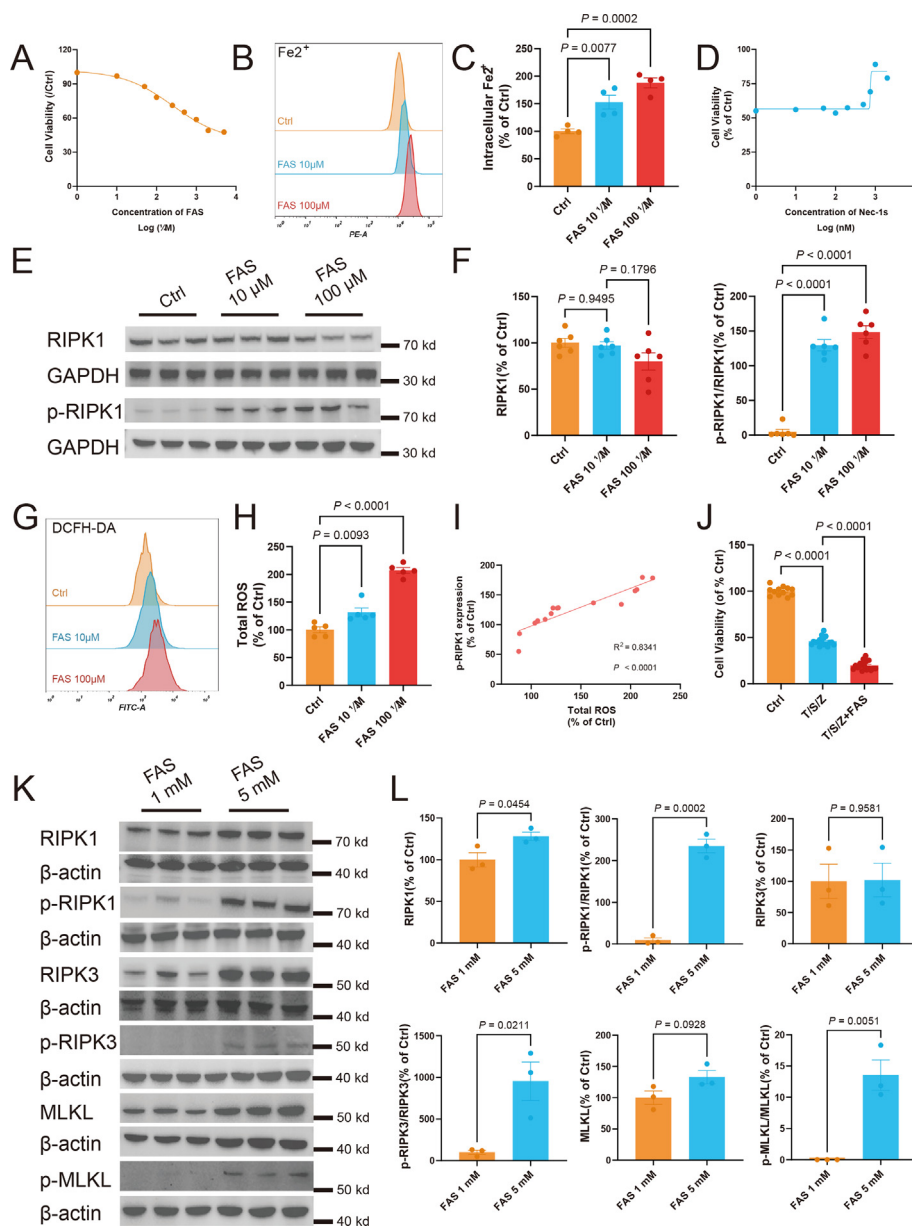 A
Cell Viability (/Ctrl)
120
90
60
30
0
0
1
2
3
4
Concentration of FAS
Log (½M)
B
Fe2+
Ctrl
FAS 10μM
FAS 100μM
PE-A
C
Intracellular Fe2+
(% of Ctrl)
250
200
150
100
50
0
P = 0.0002
P = 0.0077
Ctrl
FAS 10 ½M
FAS 100 ½M
D
Cell Viability
(% of Ctrl)
100
80
60
40
20
0
0
1
2
3
Concentration of Nec-1s
Log (nM)
E
Ctrl
FAS
10 μM
FAS
100 μM
RIPK1
70 kd
GAPDH
30 kd
p-RIPK1
70 kd
GAPDH
30 kd
F
RIPK1(% of Ctrl)
150
100
50
0
P = 0.1796
P = 0.9495
Ctrl
FAS 10 ½M
FAS 100 ½M
p-RIPK1/RIPK1(% of Ctrl)
200
150
100
50
0
P < 0.0001
P < 0.0001
Ctrl
FAS 10 ½M
FAS 100 ½M
G
DCFH-DA
Ctrl
FAS 10μM
FAS 100μM
FITC-A
H
Total ROS
(% of Ctrl)
250
200
150
100
50
0
P < 0.0001
P = 0.0093
Ctrl
FAS 10 ½M
FAS 100 ½M
I
p-RIPK1 expression
(% of Ctrl)
200
150
100
50
0
100
150
200
250
R2 = 0.8341
P < 0.0001
Total ROS
(% of Ctrl)
J
Cell Viability (of % Ctrl)
150
100
50
0
P < 0.0001
P < 0.0001
Ctrl
T/S/Z
T/S/Z+FAS
K
FAS
1 mM
FAS
5 mM
RIPK1
70 kd
β-actin
40 kd
p-RIPK1
70 kd
β-actin
40 kd
RIPK3
50 kd
β-actin
40 kd
p-RIPK3
50 kd
β-actin
40 kd
MLKL
50 kd
β-actin
40 kd
p-MLKL
50 kd
β-actin
40 kd
L
RIPK1(% of Ctrl)
150
100
50
0
P = 0.0454
FAS 1 mM
FAS 5 mM
p-RIPK1/RIPK1(% of Ctrl)
300
200
100
0
P = 0.0002
FAS 1 mM
FAS 5 mM
RIPK3(% of Ctrl)
200
150
100
50
0
P = 0.9581
FAS 1 mM
FAS 5 mM
p-RIPK3/RIPK3(% of Ctrl)
1500
1000
500
0
P = 0.0211
FAS 1 mM
FAS 5 mM
MLKL(% of Ctrl)
200
150
100
50
0
P = 0.0928
FAS 1 mM
FAS 5 mM
p-MLKL/MLKL(% of Ctrl)
20
15
10
5
0
P = 0.0051
FAS 1 mM
FAS 5 mM